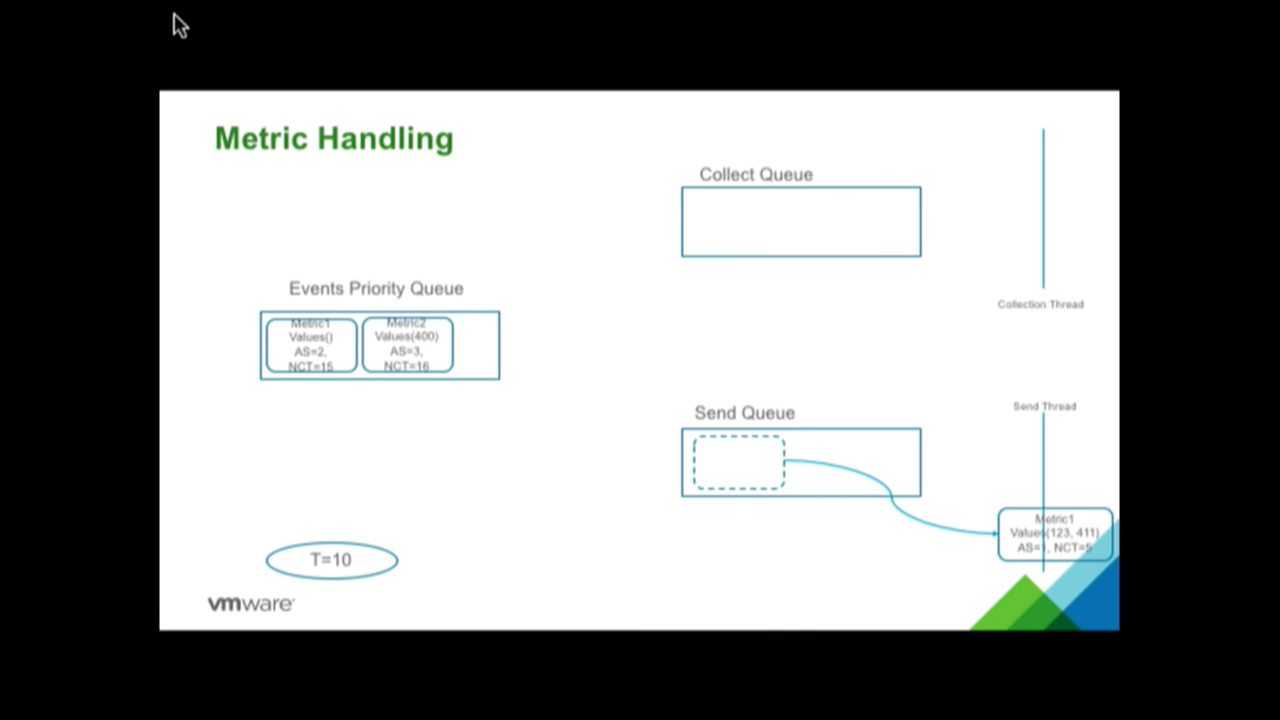 Metric Handling
Collect Queue
Events Priority Queue
Metric1
Values()
AS=2,
NCT=15
Metric2
Values(400)
AS=3,
NCT=16
Collection Thread
Send Queue
Send Thread
Metric1
Values(123, 411)
AS=1, NCT=5
T=10
vmware